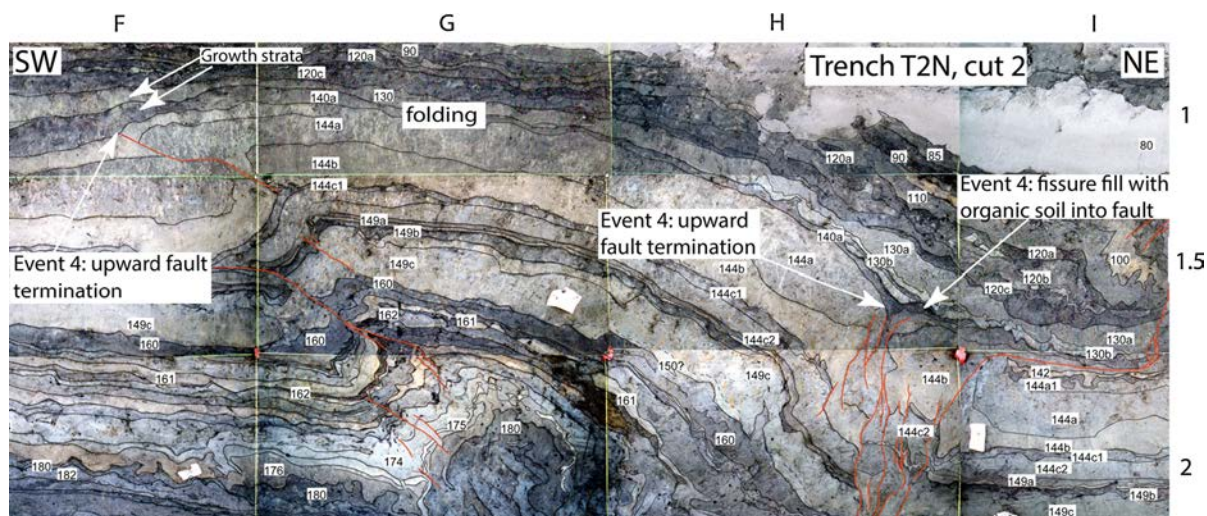 F G H I
SW
Growth strata
120a 90
120c
140a 130
144a
144b
144c1
folding
Trench T2N, cut 2
NE
1
80
120a 90 85
110
Event 4: fissure fill with
organic soil into fault
Event 4: upward
fault termination
140a
130a
130b
144a
144b
144c1
144c2
120a
120b
120c
100
1.5
Event 4: upward fault
termination
149a
149b
149c
160
162
161
149c
160
160
161
162
175
174
180
180
182
176
180
150?
149c
161
160
144b
144c2
130a
130b
142
144a1
144a
144b
144c1
144c2
149a
149b
149c
2